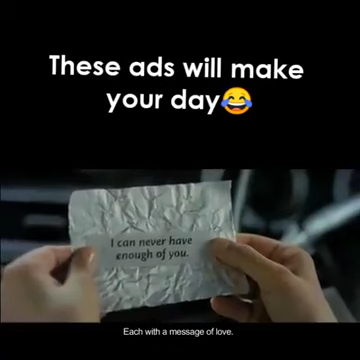 These ads will make
your day😂
I can never have
enough of you.
Each with a message of love.